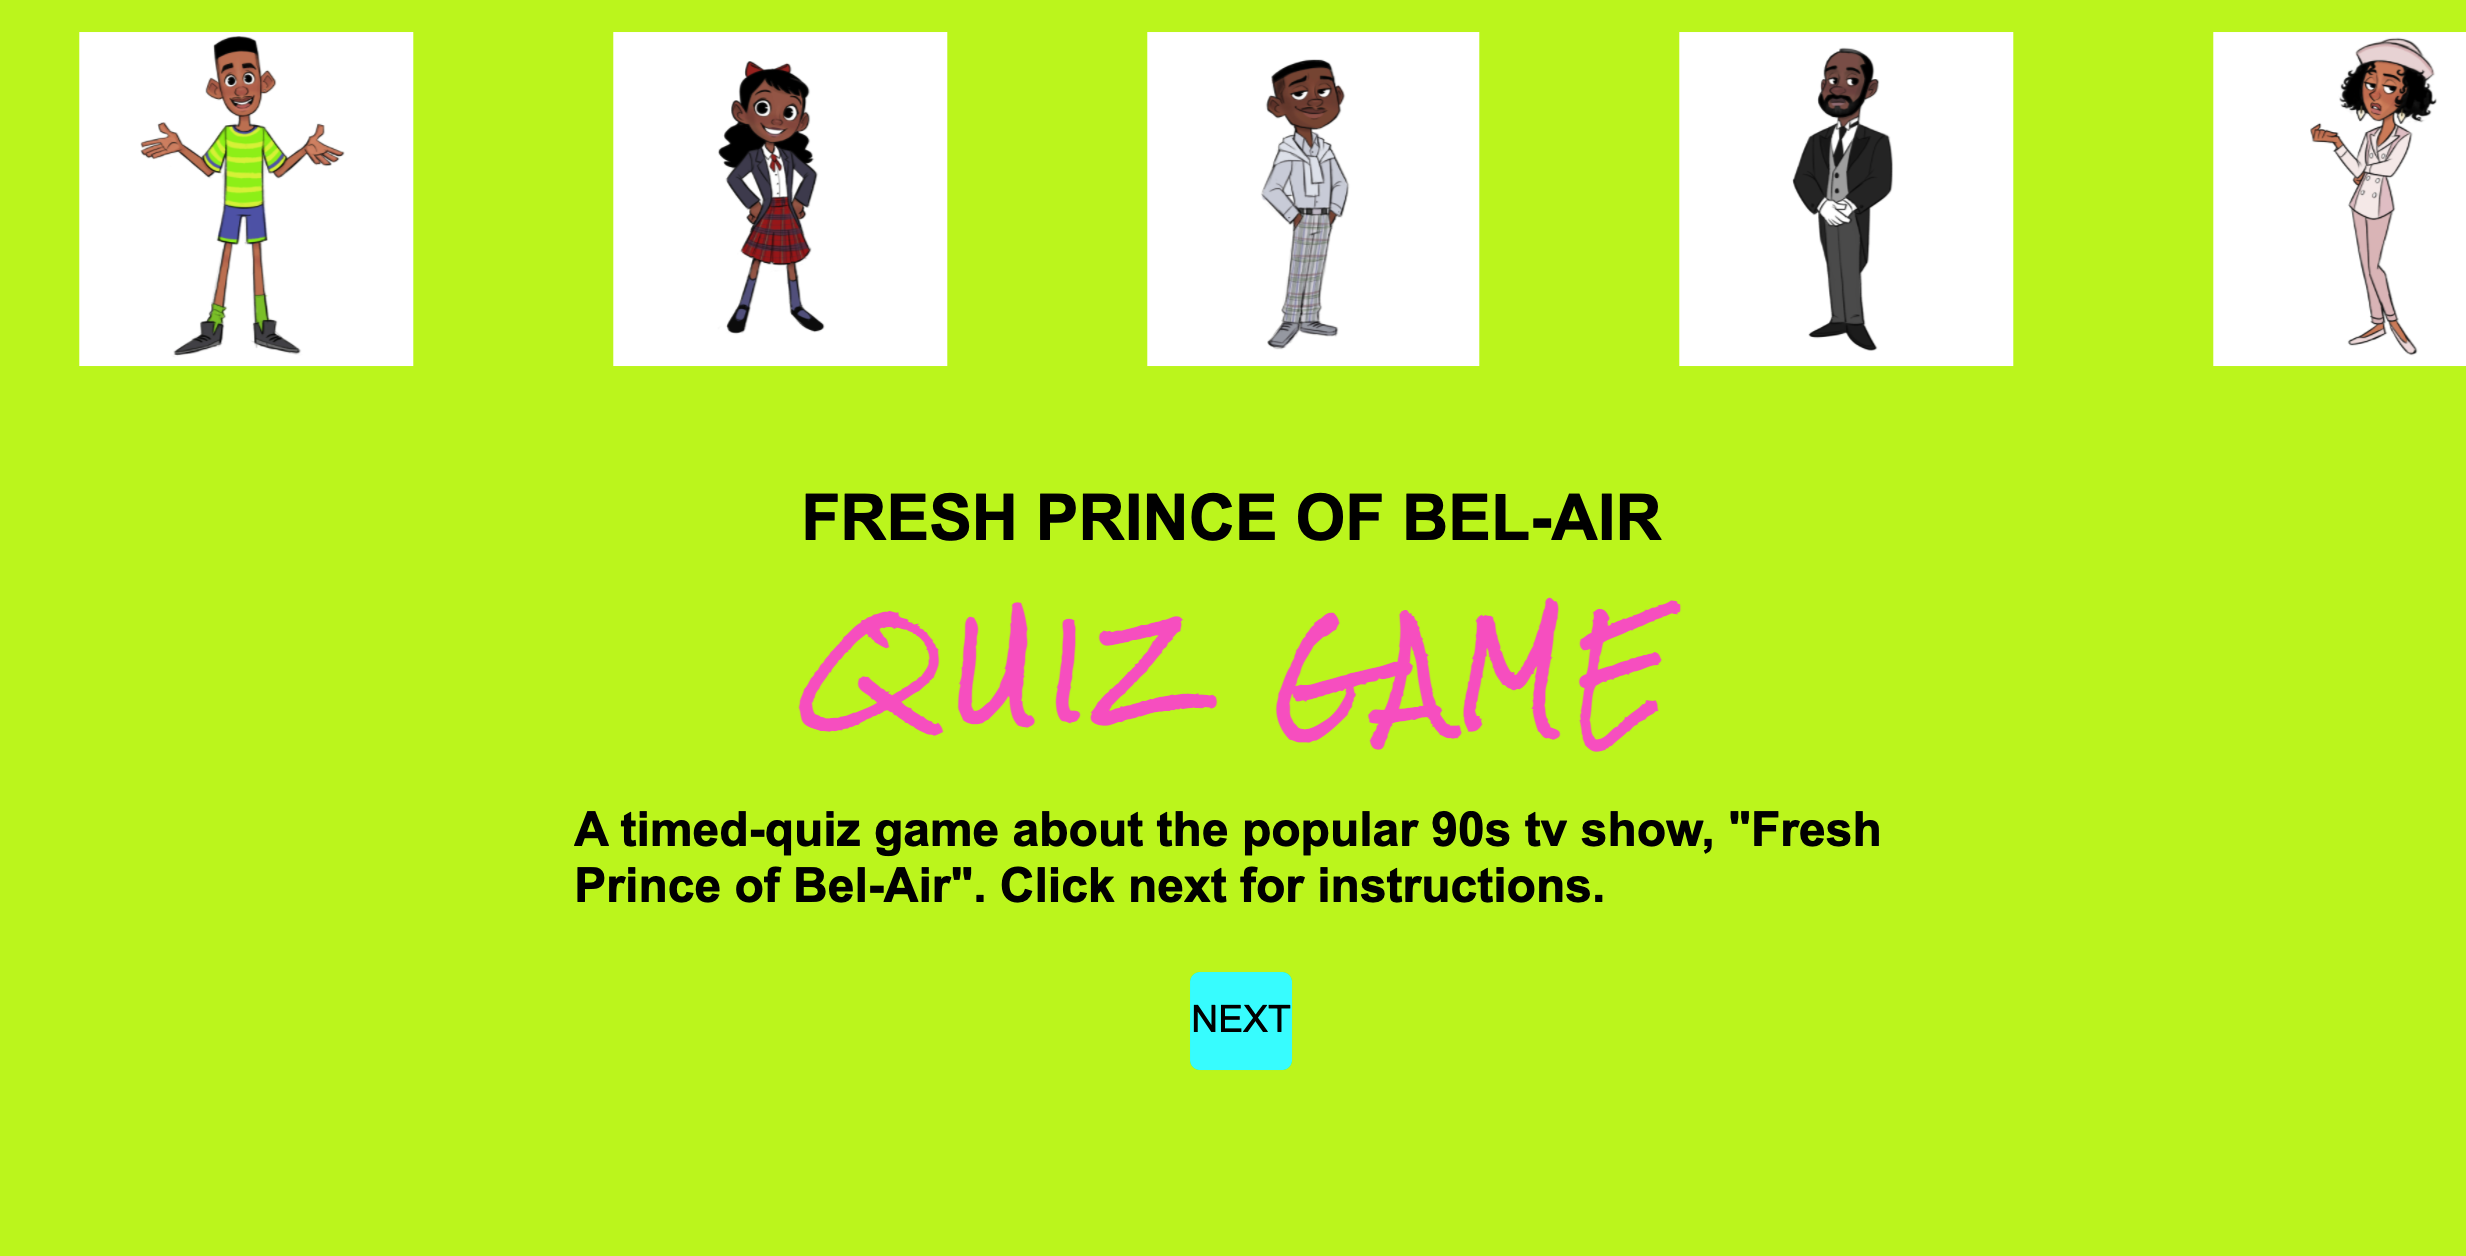 FRESH PRINCE OF BEL-AIR
QUIZ GAME
A timed-quiz game about the popular 90s tv show, "Fresh
Prince of Bel-Air". Click next for instructions.
NEXT